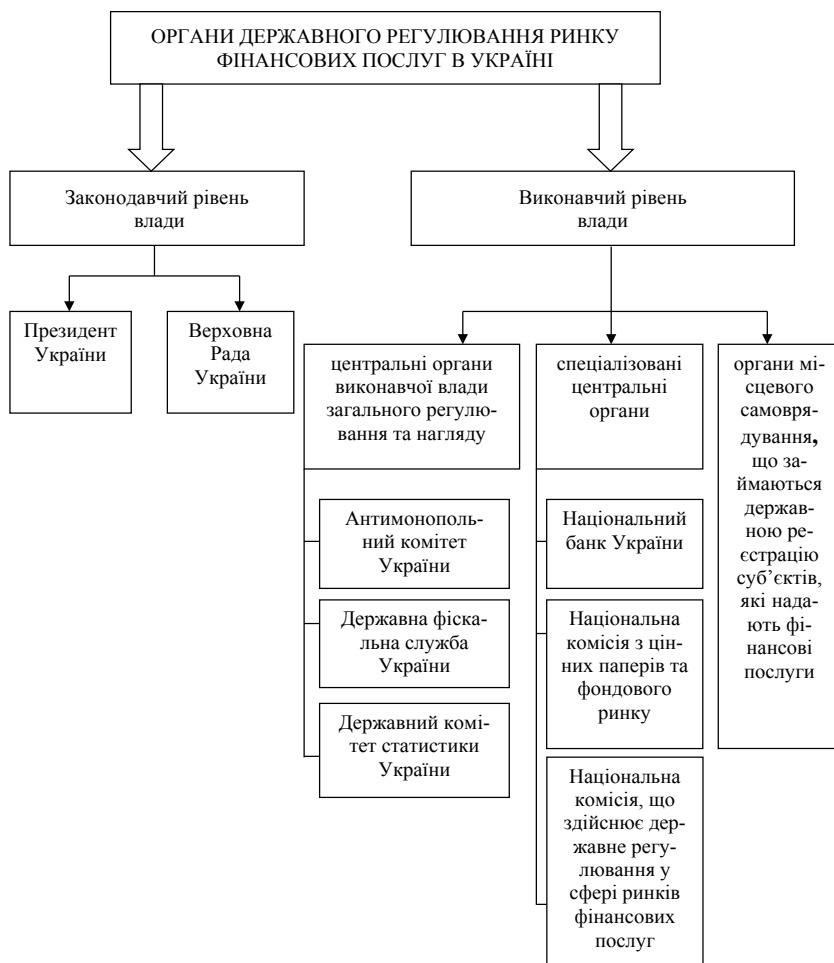 ОРГАНИ ДЕРЖАВНОГО РЕГУЛЮВАННЯ РИНКУ
ФІНАНСОВИХ ПОСЛУГ В УКРАЇНІ
Законодавчий рівень
влади
Виконавчий рівень
влади
Президент
України
Верховна
Рада
України
центральні органи
виконавчої влади
загального регулю-
вання та нагляду
Антимонополь-
ний комітет
України
Державна фіска-
льна служба
України
Державний комі-
тет статистики
України
спеціалізовані
центральні
органи
Національний
банк України
Національна
комісія з цін-
них паперів та
фондового
ринку
Національна
комісія, що
здійснює дер-
жавне регу-
лювання у
сфері ринків
фінансових
послуг
органи мі-
сцевого
самовря-
дування,
що за-
ймаються
держав-
ною ре-
єстрацію
суб’єктів,
які нада-
ють фі-
нансові
послуги